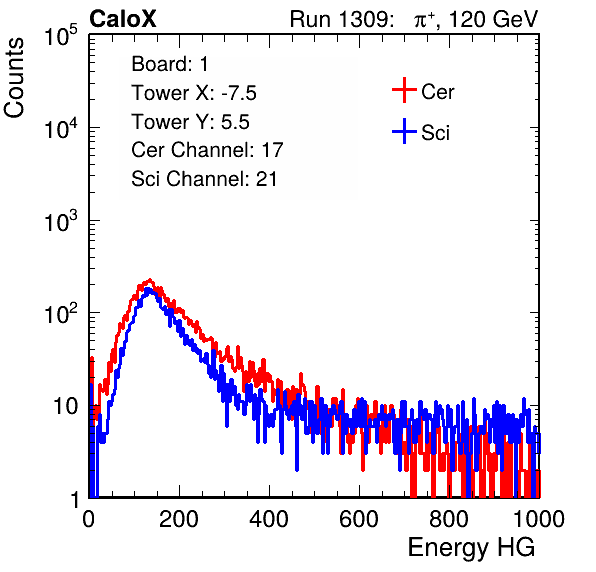 CaloX Run 1309: π⁺, 120 GeV
Board: 1
Tower X: -7.5
Tower Y: 5.5
Cer Channel: 17
Sci Channel: 21
Cer
Sci
Counts
10⁵
10⁴
10³
10²
10
1
0 200 400 600 800 1000
Energy HG